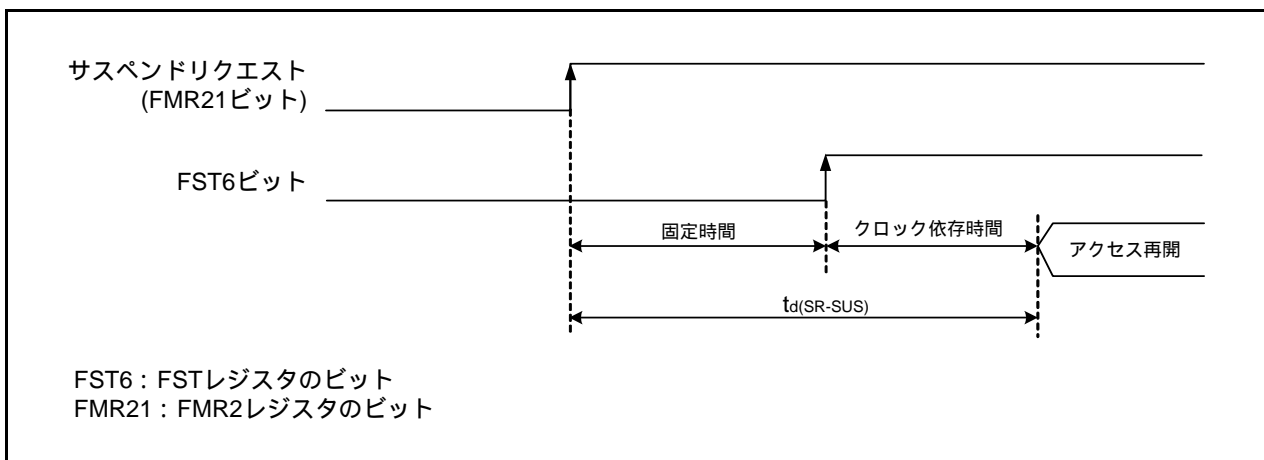 サスペンドリクエスト
(FMR21ビット)
FST6ビット
固定時間
クロック依存時間
アクセス再開
td(SR-SUS)
FST6：FSTレジスタのビット
FMR21：FMR2レジスタのビット